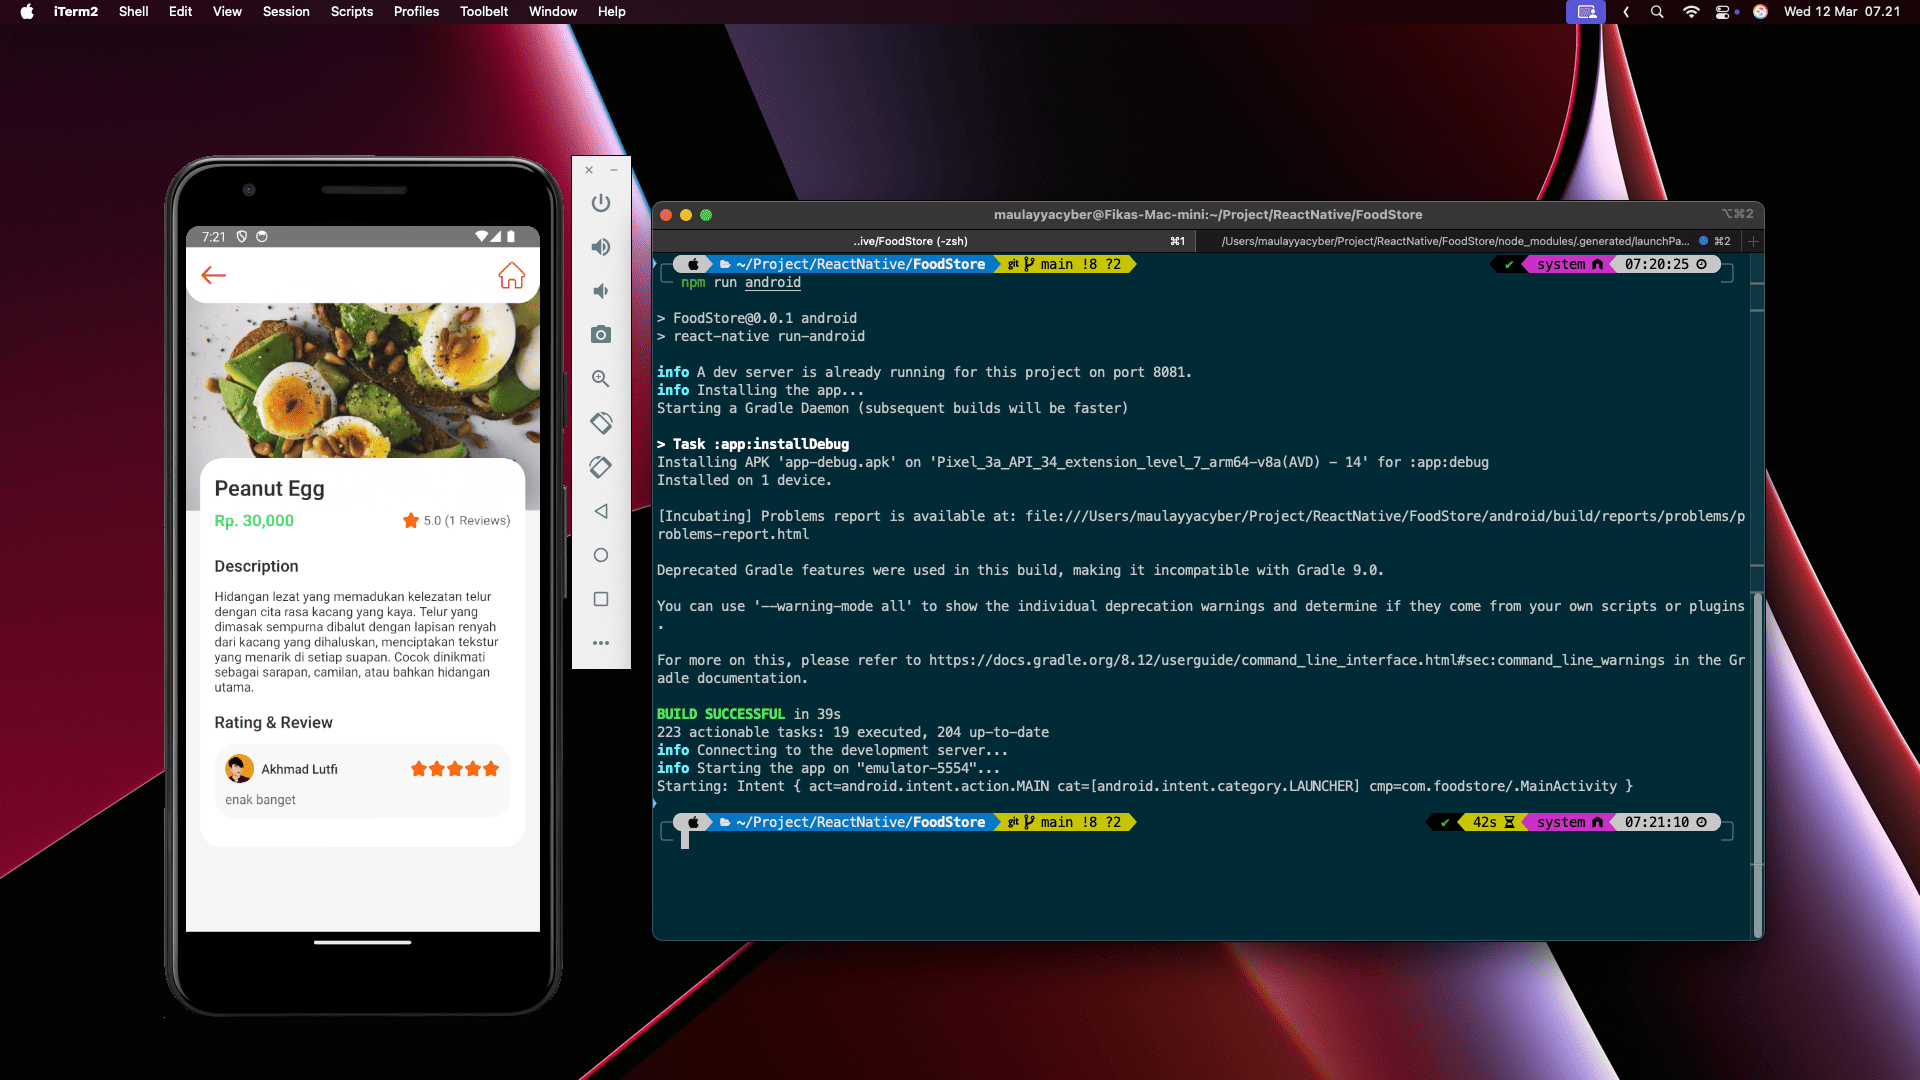 iTerm2 Shell Edit View Session Scripts Profiles Toolbelt Window Help
Wed 12 Mar 07.21
7:21
Peanut Egg
Rp. 30,000
5.0 (1 Reviews)
Description
Hidangan lezat yang memadukan kelezatan telur
dengan cita rasa kacang yang kaya. Telur yang
dimasak sempurna dibalut dengan lapisan renyah
dari kacang yang dihaluskan, menciptakan tekstur
yang menarik di setiap suapan. Cocok dinikmati
sebagai sarapan, camilan, atau bahkan hidangan
utama.
Rating & Review
Akhmad Lutfi
enak banget
maulayyacyber@Fikas-Mac-mini:~/Project/ReactNative/FoodStore
⌥⌘2
..ive/FoodStore (-zsh) ⌘1
/Users/maulayyacyber/Project/ReactNative/FoodStore/node_modules/.generated/launchPa... ⌘2
~/Project/ReactNative/FoodStore git main !8 ?2
✔ system 07:20:25
npm run android
> FoodStore@0.0.1 android
> react-native run-android
info A dev server is already running for this project on port 8081.
info Installing the app...
Starting a Gradle Daemon (subsequent builds will be faster)
> Task :app:installDebug
Installing APK 'app-debug.apk' on 'Pixel_3a_API_34_extension_level_7_arm64-v8a(AVD) - 14' for :app:debug
Installed on 1 device.
[Incubating] Problems report is available at: file:///Users/maulayyacyber/Project/ReactNative/FoodStore/android/build/reports/problems/p
roblems-report.html
Deprecated Gradle features were used in this build, making it incompatible with Gradle 9.0.
You can use '--warning-mode all' to show the individual deprecation warnings and determine if they come from your own scripts or plugins
.
For more on this, please refer to https://docs.gradle.org/8.12/userguide/command_line_interface.html#sec:command_line_warnings in the Gr
adle documentation.
BUILD SUCCESSFUL in 39s
223 actionable tasks: 19 executed, 204 up-to-date
info Connecting to the development server...
info Starting the app on "emulator-5554"...
Starting: Intent { act=android.intent.action.MAIN cat=[android.intent.category.LAUNCHER] cmp=com.foodstore/.MainActivity }
~/Project/ReactNative/FoodStore git main !8 ?2
✔ 42s system 07:21:10